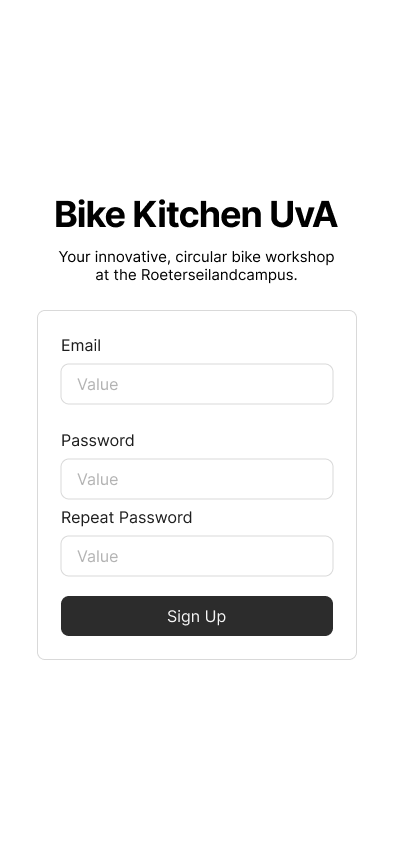 Bike Kitchen UvA
Your innovative, circular bike workshop
at the Roeterseilandcampus.
Email
Value
Password
Value
Repeat Password
Value
Sign Up